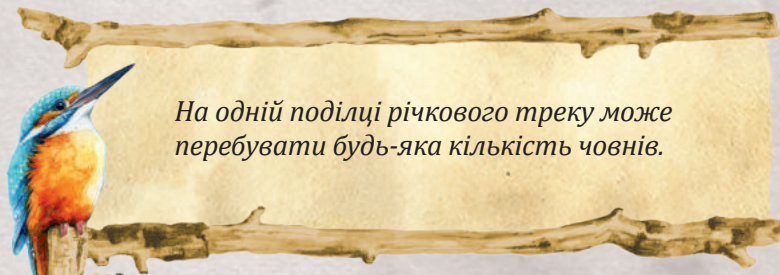 На одній поділці річкового треку може
перебувати будь-яка кількість човнів.